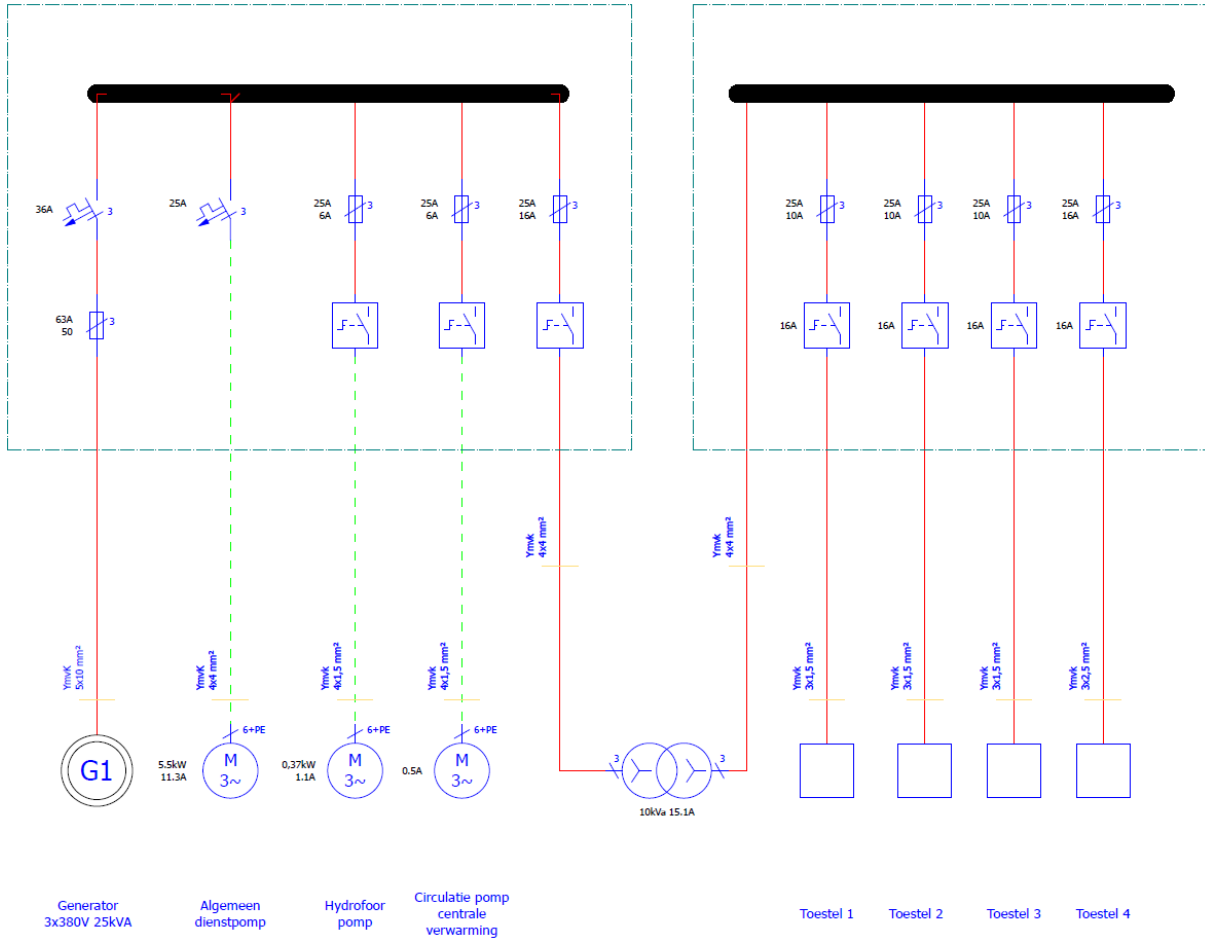 36A
3
25A
3
25A
6A
3
25A
6A
3
25A
16A
3
25A
10A
3
25A
10A
3
25A
10A
3
25A
16A
3
63A
50
3
16A
16A
16A
16A
Ymvk
4x4 mm²
Ymvk
4x4 mm²
YmvK
5x10 mm²
YmvK
4x4 mm²
Ymvk
4x1,5 mm²
Ymvk
4x1,5 mm²
Ymvk
3x1,5 mm²
Ymvk
3x1,5 mm²
Ymvk
3x1,5 mm²
Ymvk
3x2,5 mm²
6+PE
6+PE
6+PE
G1
5.5kW
11.3A
M
3~
0,37kW
1.1A
M
3~
0.5A
M
3~
3
3
10kVa 15.1A
Generator
3x380V 25kVA
Algemeen
dienstpomp
Hydrofoor
pomp
Circulatie pomp
centrale
verwarming
Toestel 1
Toestel 2
Toestel 3
Toestel 4